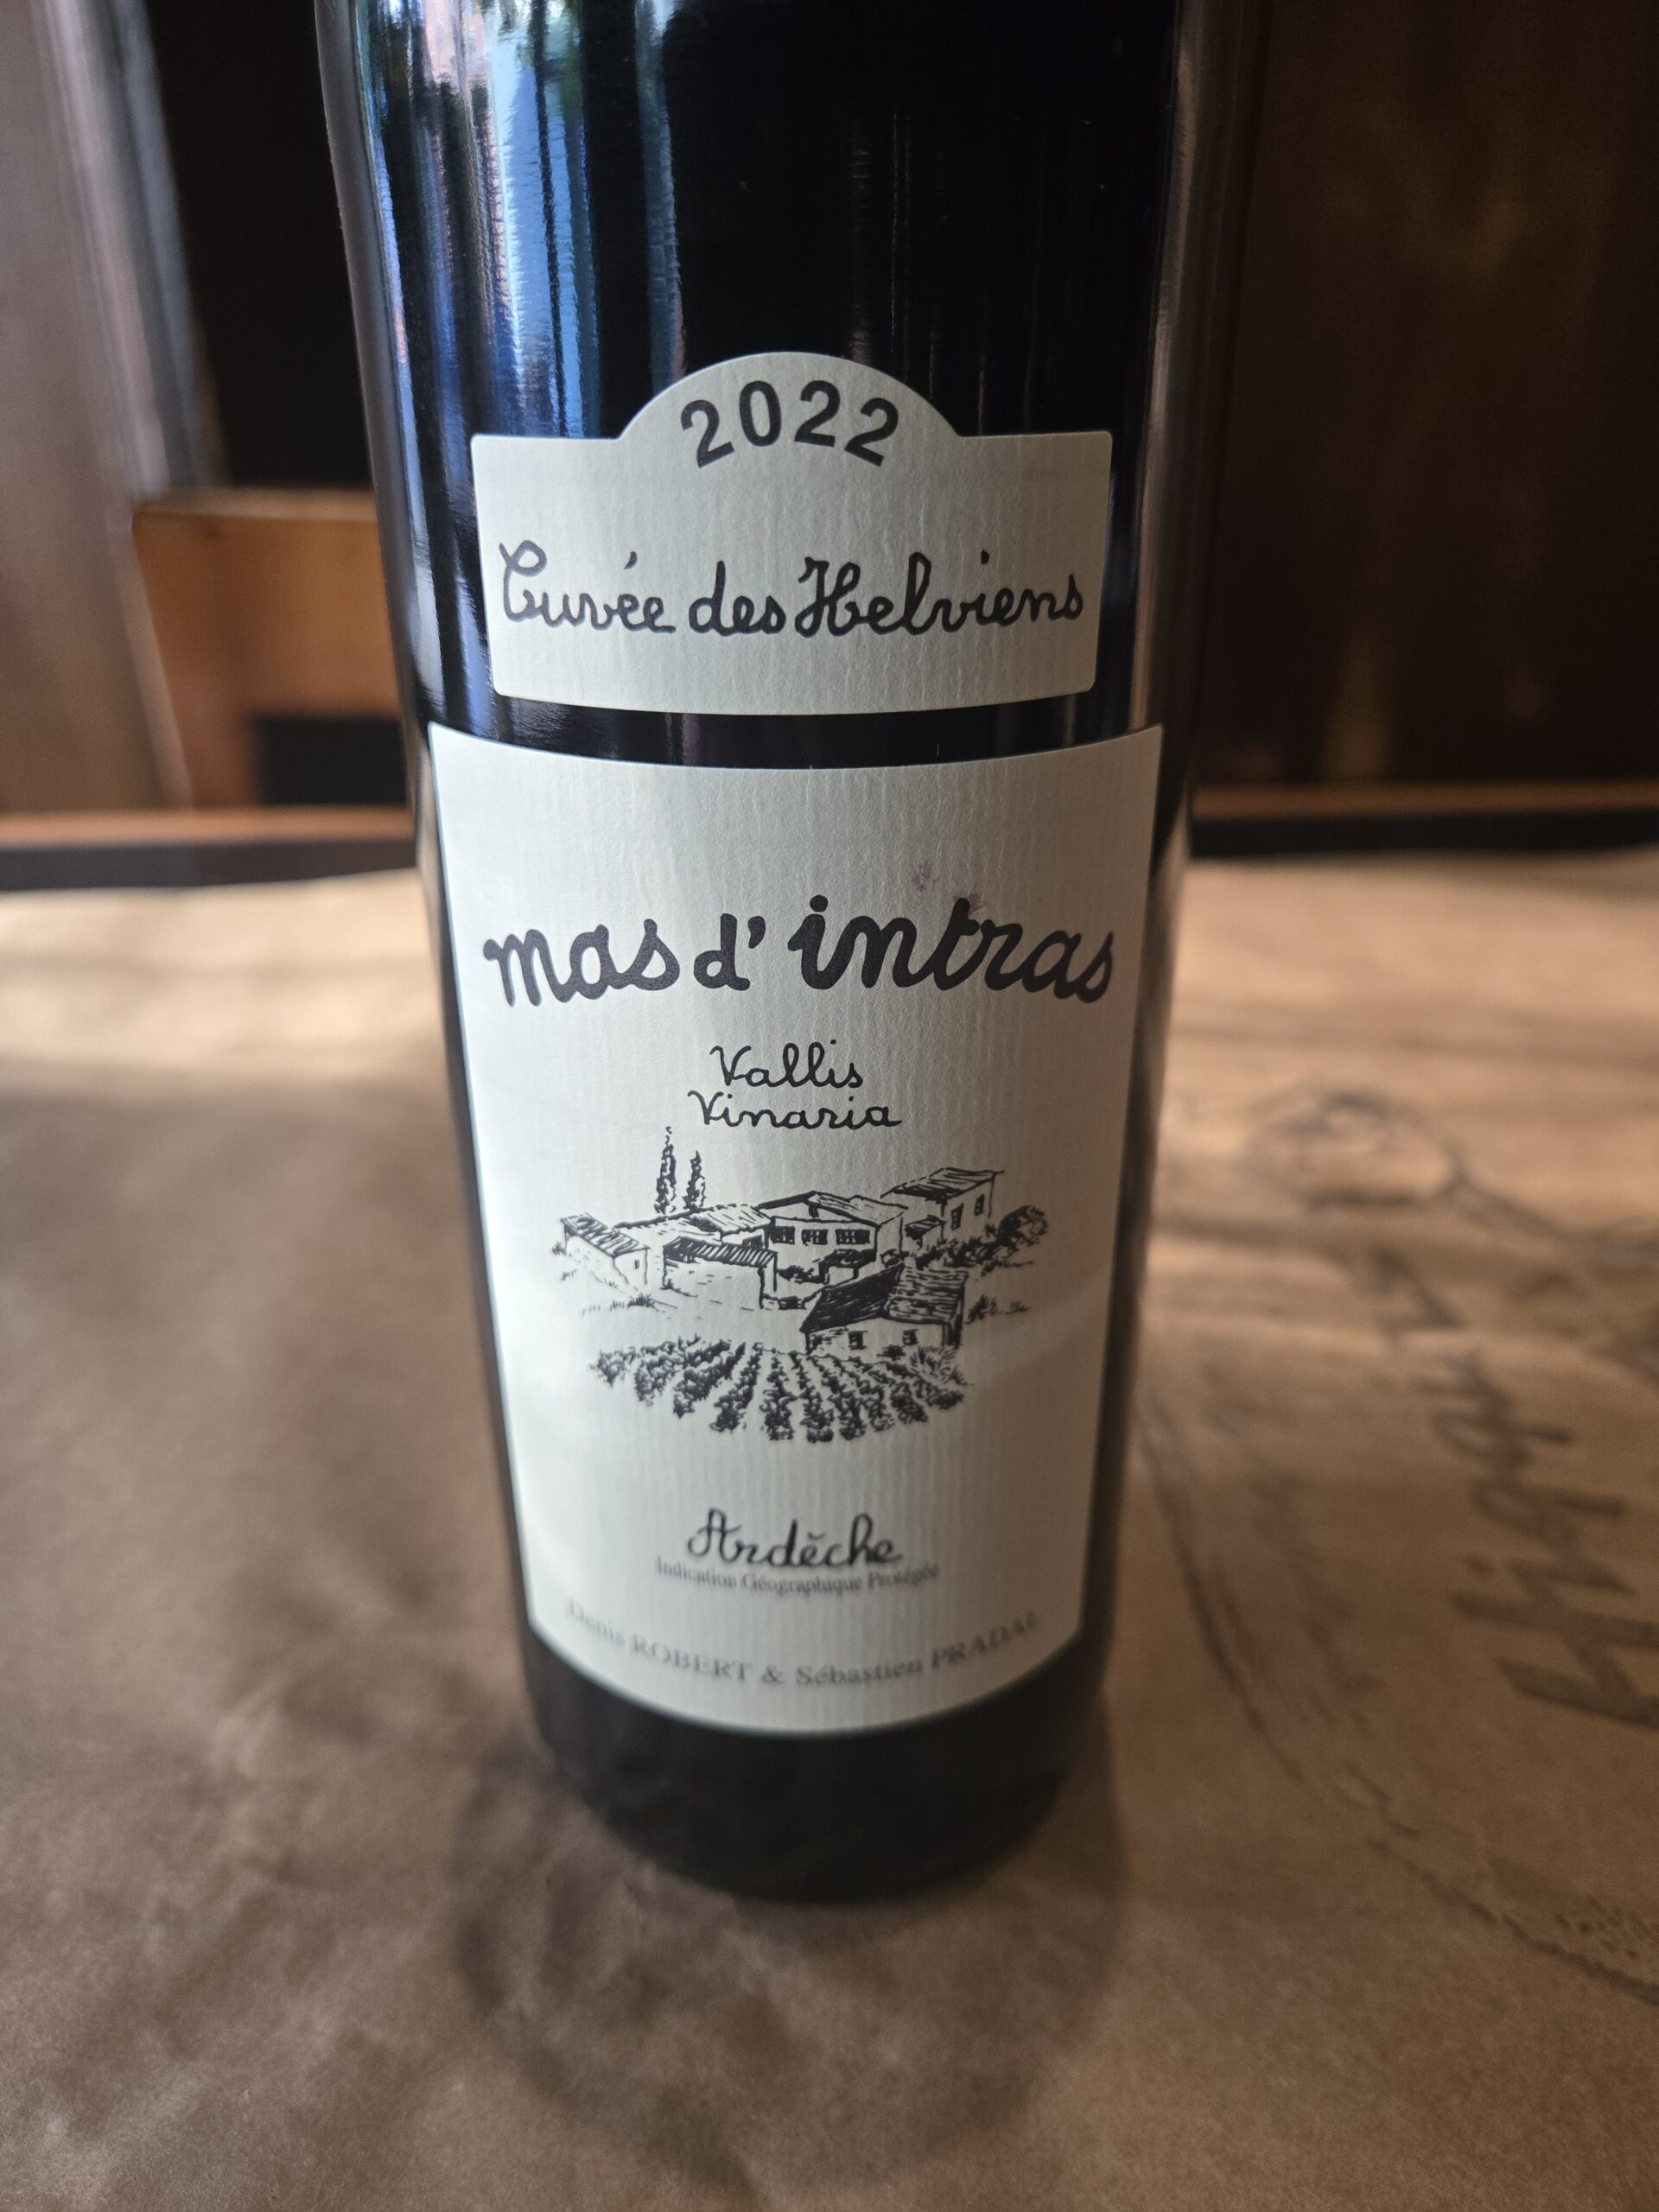 2022
Cuvée des Helviens
mas d'intras
Vallis
Vinaria
Ardèche
Indication Géographique Protégée
Denis ROBERT & Sébastien PRADAL